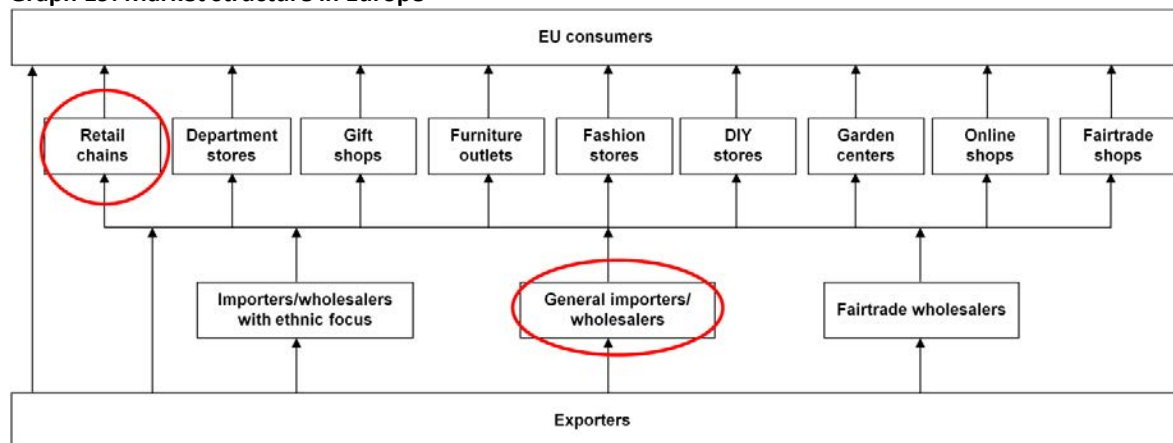 Graph Market structure in Europe
EU consumers
Retail
chains
Department
stores
Gift
shops
Furniture
outlets
Fashion
stores
DIY
stores
Garden
centers
Online
shops
Fairtrade
shops
Importers/wholesalers
with ethnic focus
General importers/
wholesalers
Fairtrade wholesalers
Exporters